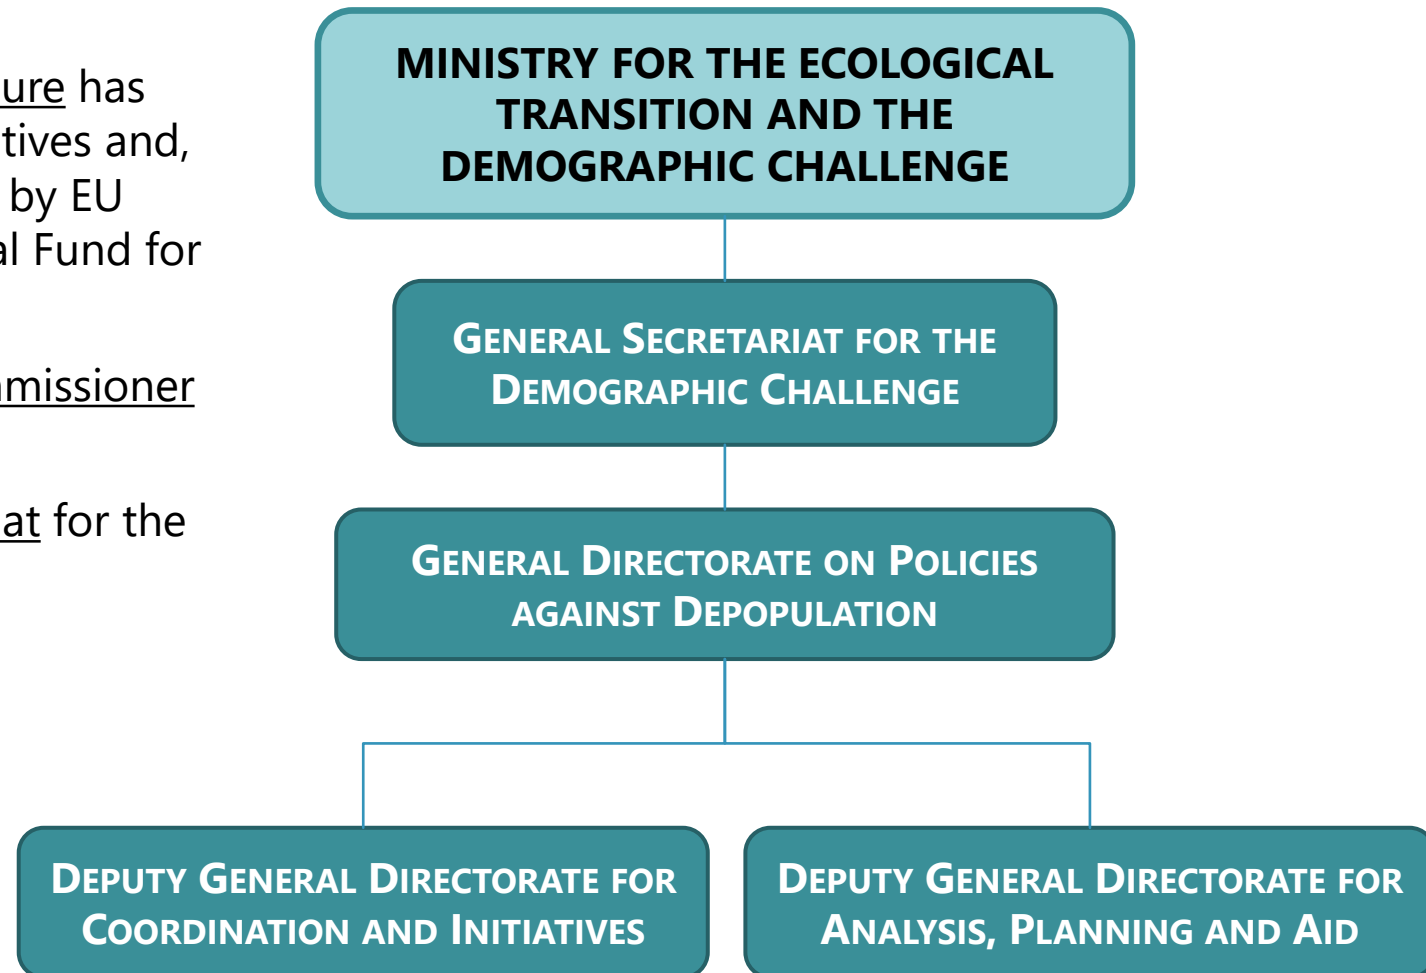 ure has
tives and,
by EU
al Fund for
missioner
at for the
MINISTRY FOR THE ECOLOGICAL
TRANSITION AND THE
DEMOGRAPHIC CHALLENGE
GENERAL SECRETARIAT FOR THE
DEMOGRAPHIC CHALLENGE
GENERAL DIRECTORATE ON POLICIES
AGAINST DEPOPULATION
DEPUTY GENERAL DIRECTORATE FOR
COORDINATION AND INITIATIVES
DEPUTY GENERAL DIRECTORATE FOR
ANALYSIS, PLANNING AND AID